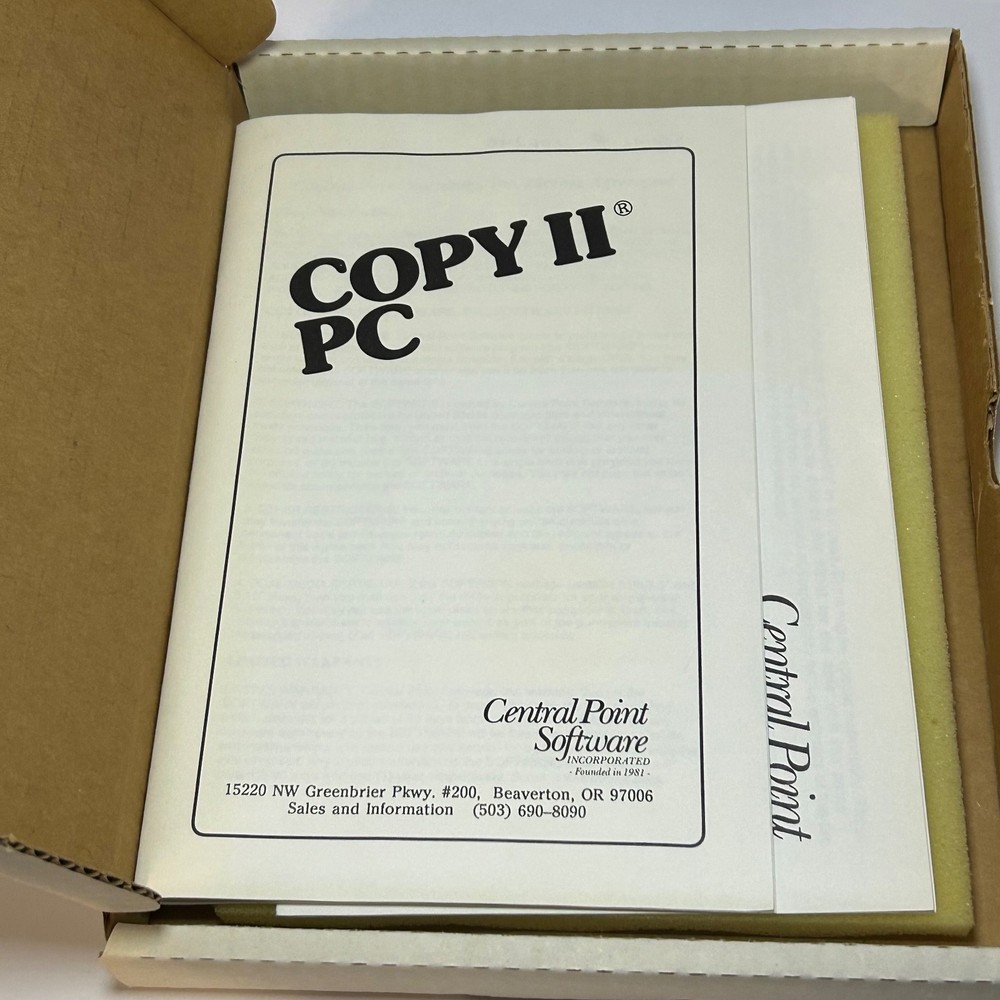 COPY II®
PC
Central Point
Software
INCORPORATED
- Founded in 1981 -
15220 NW Greenbrier Pkwy. #200, Beaverton, OR 97006
Sales and Information (503) 690–8090
Central Point